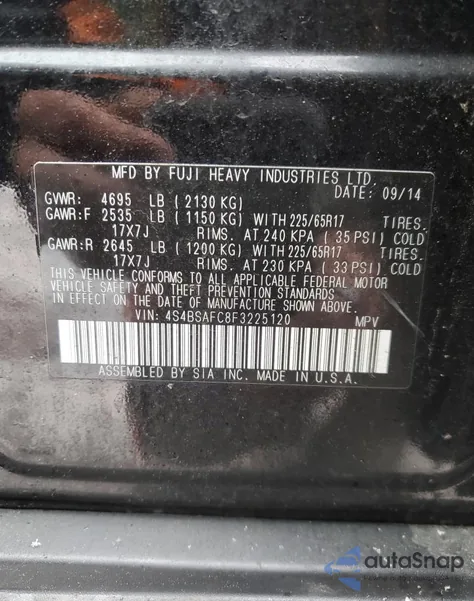 MFD BY FUJI HEAVY INDUSTRIES LTD.
DATE: 09/14
GVWR: 4695 LB (2130 KG)
GAWR:F 2535 LB (1150 KG) WITH 225/65R17 TIRES.
17X7J RIMS. AT 240 KPA (35 PSI) COLD
GAWR:R 2645 LB (1200 KG) WITH 225/65R17 TIRES.
17X7J RIMS. AT 230 KPA (33 PSI) COLD
THIS VEHICLE CONFORMS TO ALL APPLICABLE FEDERAL MOTOR
VEHICLE SAFETY AND THEFT PREVENTION STANDARDS
IN EFFECT ON THE DATE OF MANUFACTURE SHOWN ABOVE.
VIN: 4S4BSAFC8F3225120 MPV
ASSEMBLED BY SIA INC. MADE IN U.S.A.
autoSnap